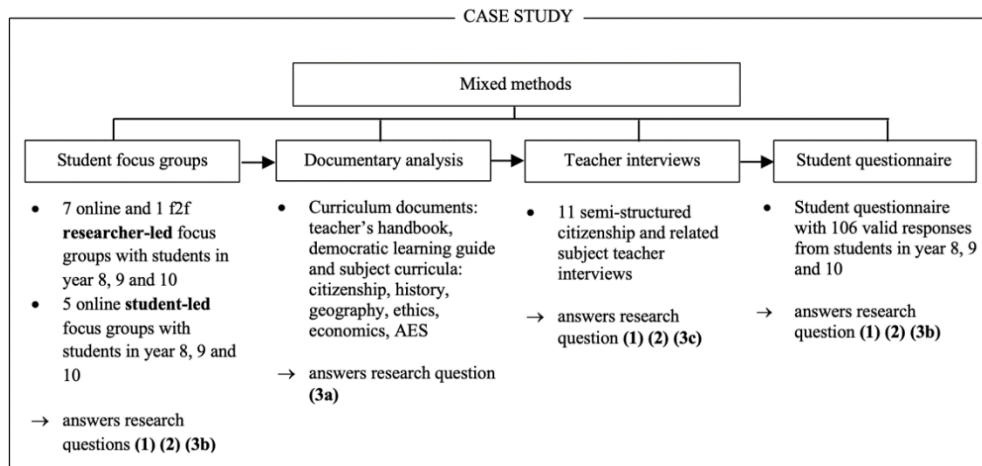 CASE STUDY
Mixed methods
Student focus groups
• 7 online and 1 f2f
researcher-led focus
groups with students in
year 8, 9 and 10
• 5 online student-led
focus groups with
students in year 8, 9 and
10
→ answers research
questions (1) (2) (3b)
Documentary analysis
• Curriculum documents:
teacher's handbook,
democratic learning guide
and subject curricula:
citizenship, history,
geography, ethics,
economics, AES
→ answers research question
(3a)
Teacher interviews
• 11 semi-structured
citizenship and related
subject teacher
interviews
→ answers research
question (1) (2) (3c)
Student questionnaire
• Student questionnaire
with 106 valid responses
from students in year 8, 9
and 10
→ answers research
question (1) (2) (3b)